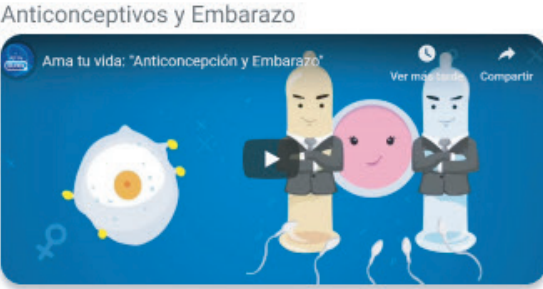 Anticonceptivos y Embarazo
Ama tu vida: "Anticoncepción y Embarazo"
Ver más tarde
Compartir